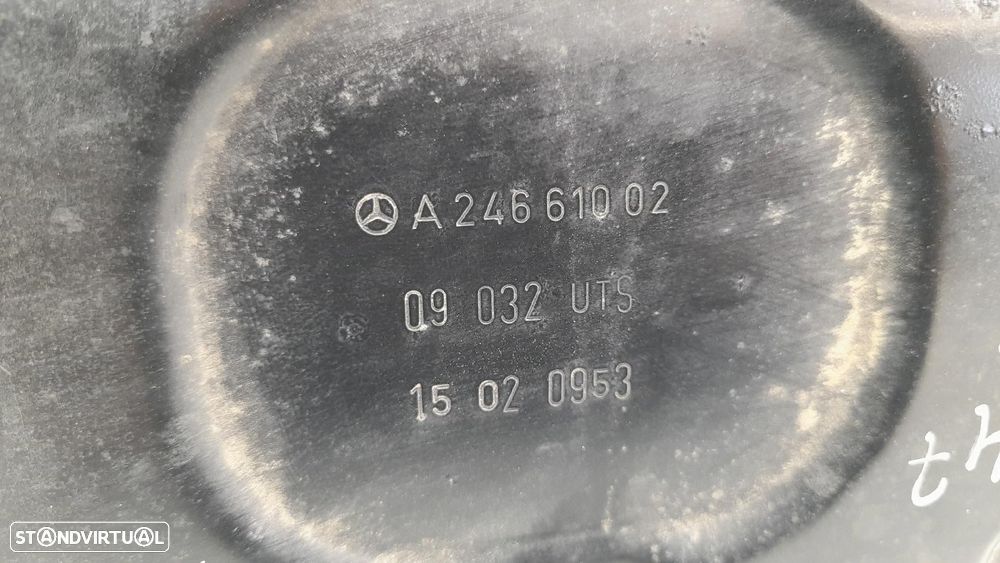 A 246 610 02
09 032 UTS
15 02 0953
STANDVIRTUAL